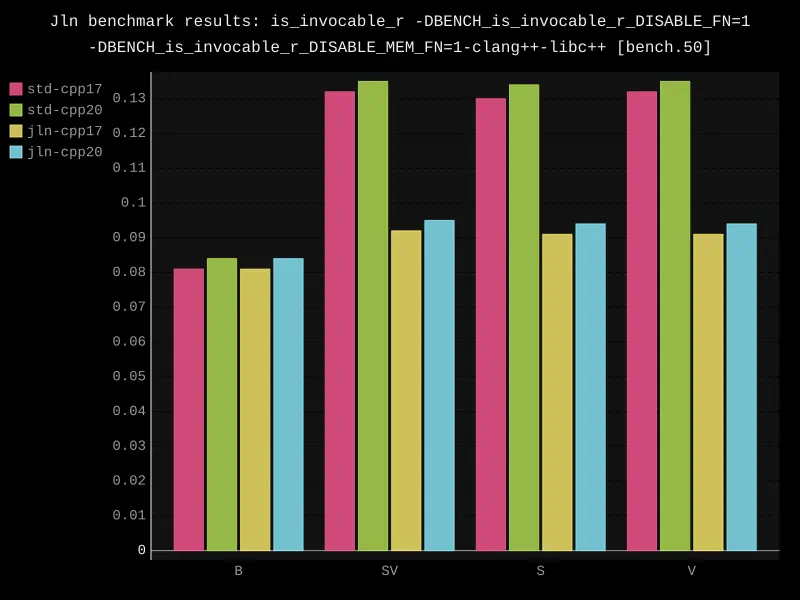 Jln benchmark results: is_invocable_r -DBENCH_is_invocable_r_DISABLE_FN=1
-DBENCH_is_invocable_r_DISABLE_MEM_FN=1-clang++-libc++ [bench.50]
std-cpp17
std-cpp20
jln-cpp17
jln-cpp20
0.13
0.12
0.11
0.1
0.09
0.08
0.07
0.06
0.05
0.04
0.03
0.02
0.01
0
B SV S V